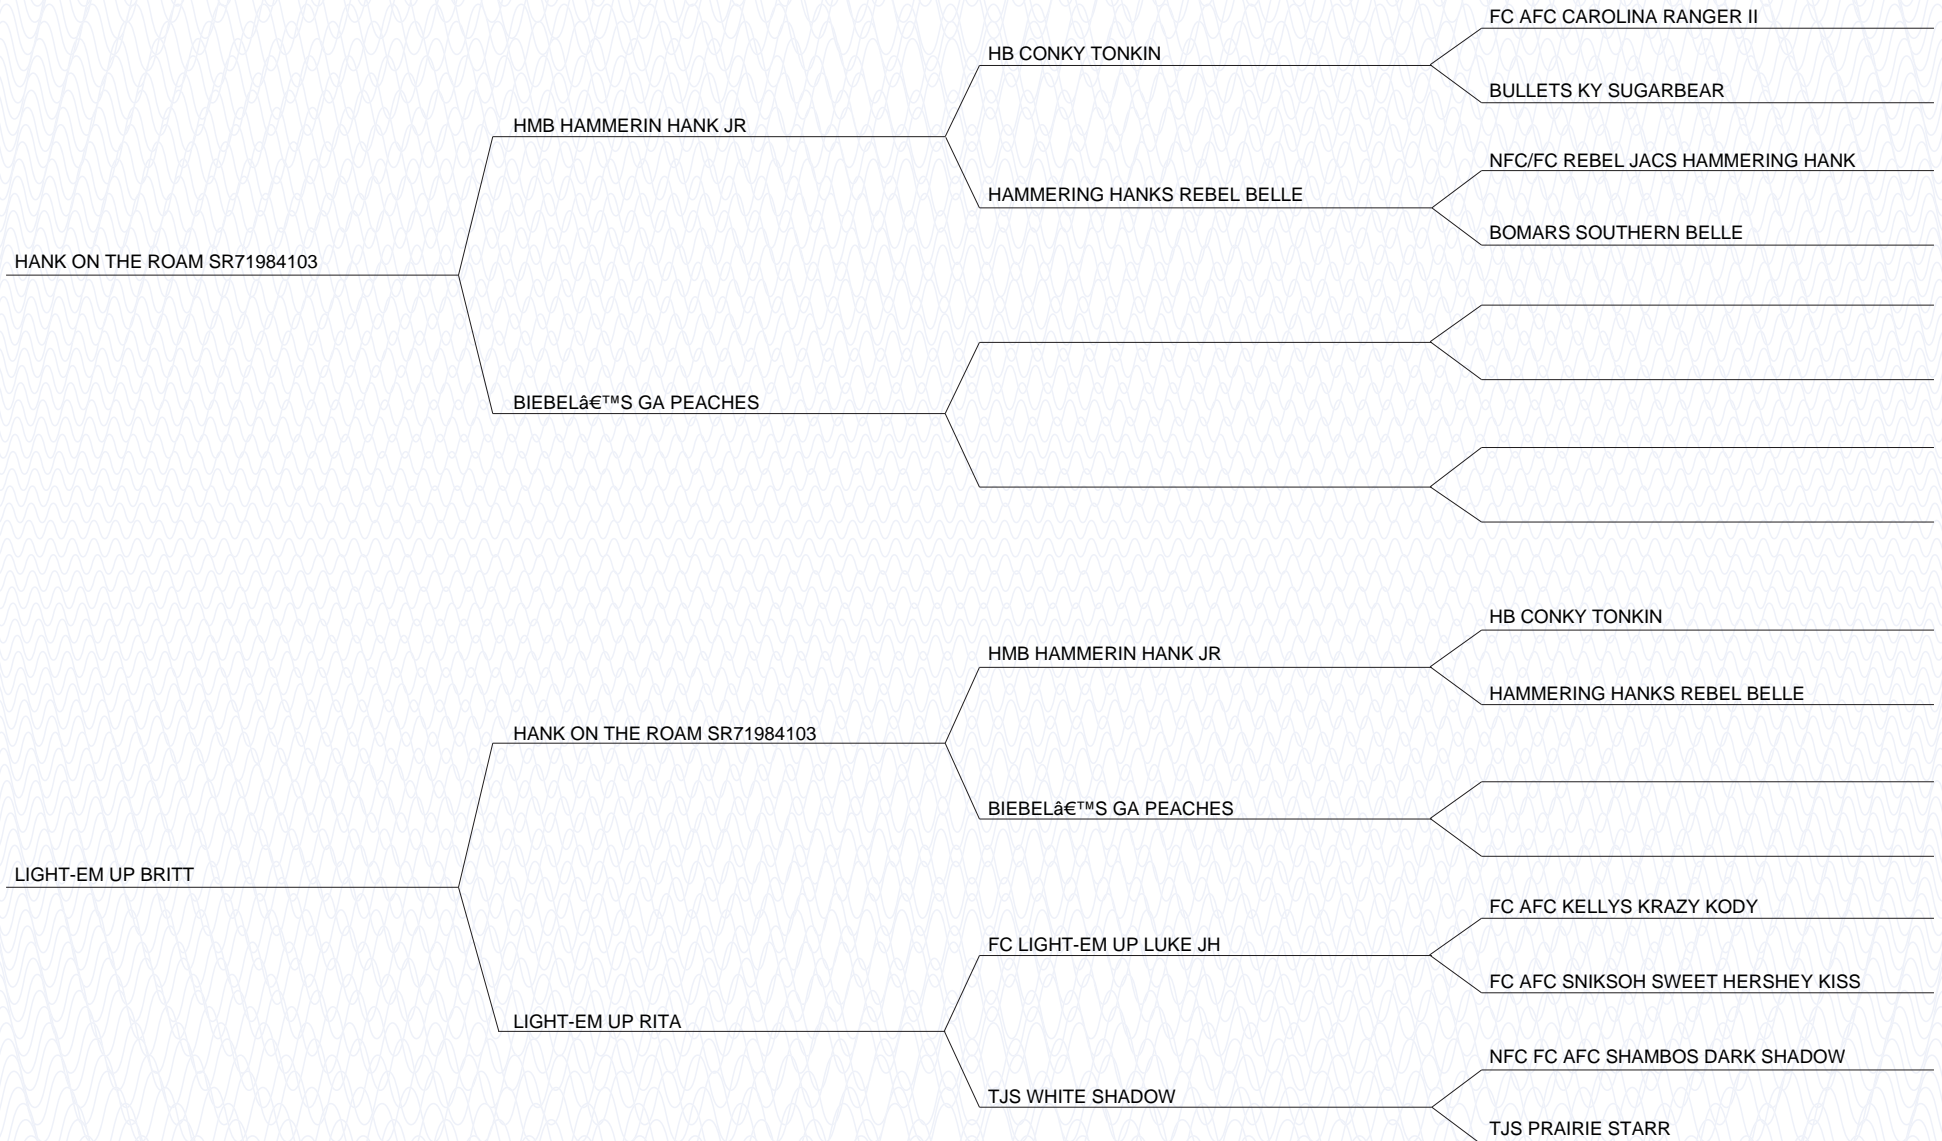 FC AFC CAROLINA RANGER II
HB CONKY TONKIN
BULLETS KY SUGARBEAR
HMB HAMMERIN HANK JR
NFC/FC REBEL JACS HAMMERING HANK
HAMMERING HANKS REBEL BELLE
BOMARS SOUTHERN BELLE
HANK ON THE ROAM SR71984103
BIEBEL’S GA PEACHES
HB CONKY TONKIN
HMB HAMMERIN HANK JR
HAMMERING HANKS REBEL BELLE
HANK ON THE ROAM SR71984103
BIEBEL’S GA PEACHES
LIGHT-EM UP BRITT
FC AFC KELLYS KRAZY KODY
FC LIGHT-EM UP LUKE JH
FC AFC SNIKSOH SWEET HERSHEY KISS
LIGHT-EM UP RITA
NFC FC AFC SHAMBOS DARK SHADOW
TJS WHITE SHADOW
TJS PRAIRIE STARR